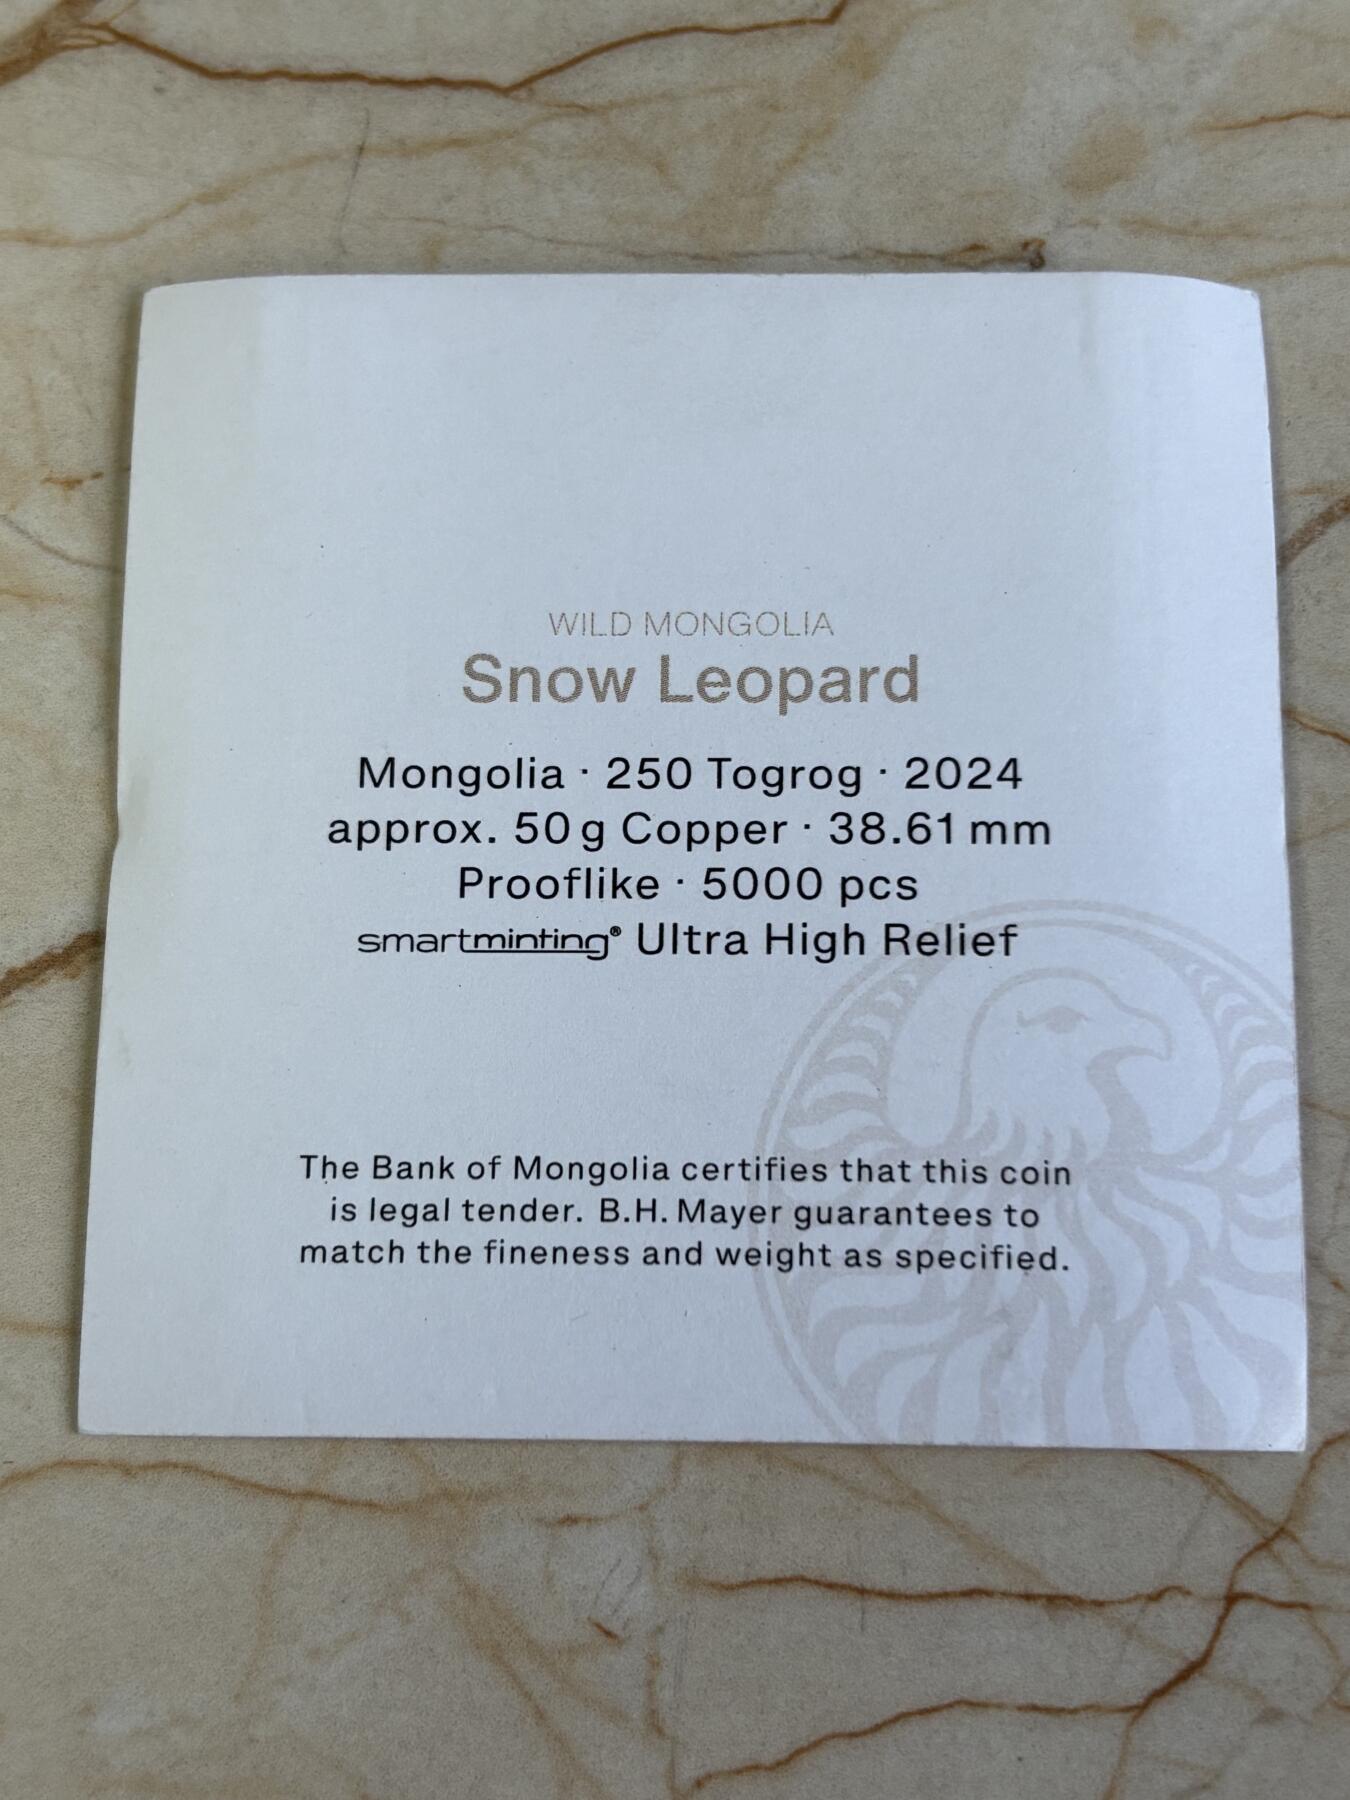 WILD MONGOLIA
Snow Leopard
Mongolia · 250 Togrog · 2024
approx. 50 g Copper · 38.61 mm
Prooflike · 5000 pcs
smartminting® Ultra High Relief
The Bank of Mongolia certifies that this coin
is legal tender. B.H. Mayer guarantees to
match the fineness and weight as specified.